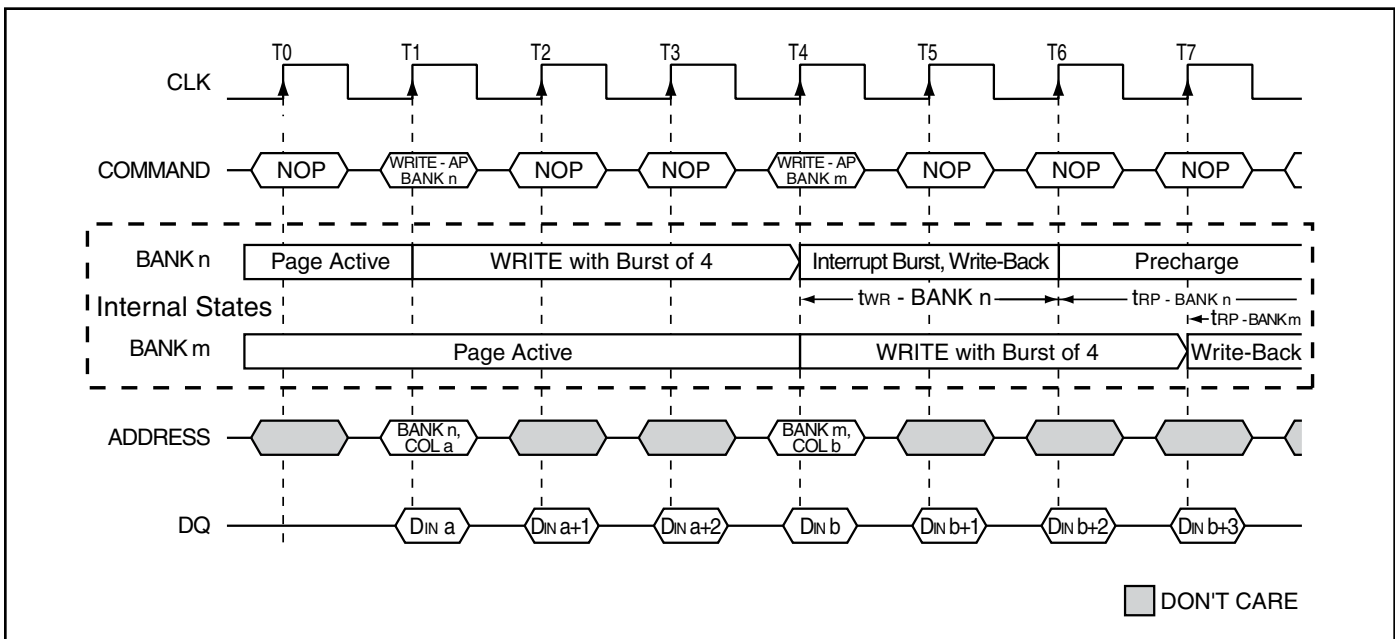 T0 T1 T2 T3 T4 T5 T6 T7
CLK
COMMAND NOP WRITE - AP BANK n NOP NOP WRITE - AP BANK m NOP NOP NOP
BANK n Page Active WRITE with Burst of 4 Interrupt Burst, Write-Back Precharge
Internal States tWR - BANK n tRP - BANK n
tRP - BANK m
BANK m Page Active WRITE with Burst of 4 Write-Back
ADDRESS BANK n, COL a BANK m, COL b
DQ DIN a DIN a+1 DIN a+2 DIN b DIN b+1 DIN b+2 DIN b+3
DON'T CARE